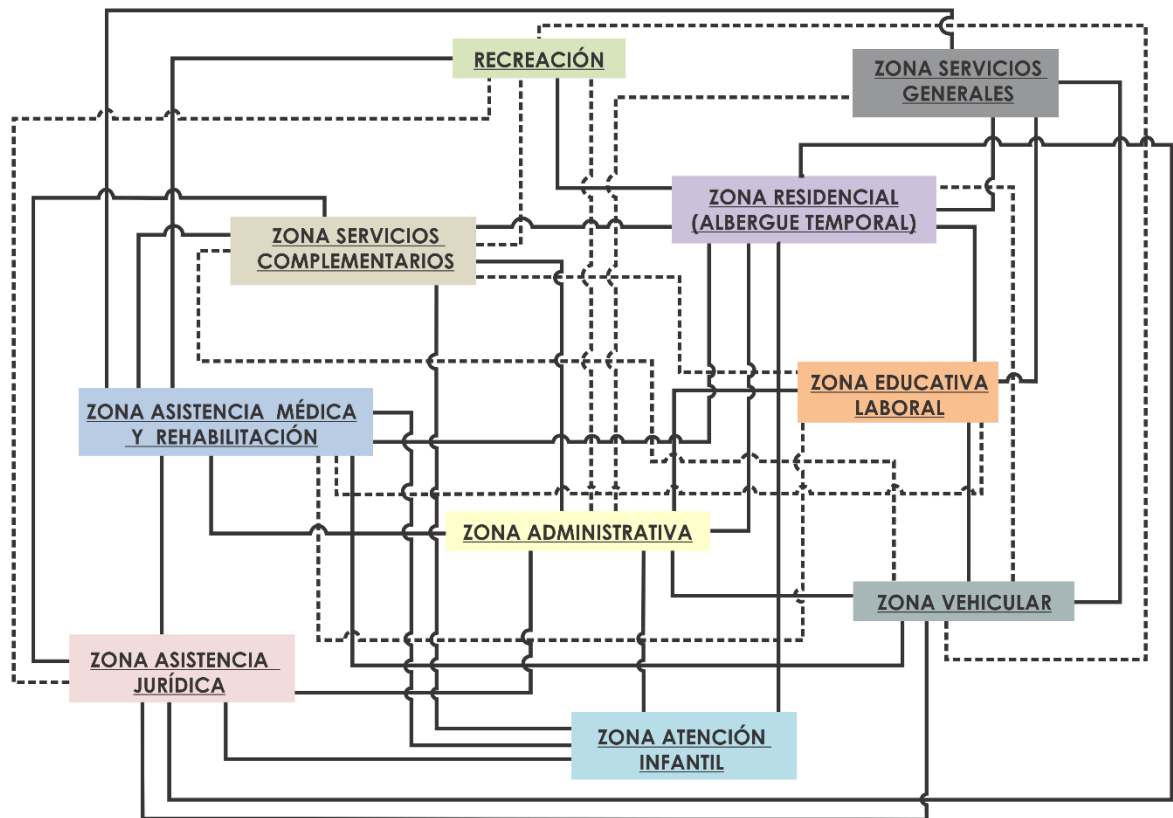 RECREACIÓN
ZONA SERVICIOS
GENERALES
ZONA RESIDENCIAL
(ALBERGUE TEMPORAL)
ZONA SERVICIOS
COMPLEMENTARIOS
ZONA EDUCATIVA
LABORAL
ZONA ASISTENCIA MÉDICA
Y REHABILITACIÓN
ZONA ADMINISTRATIVA
ZONA VEHICULAR
ZONA ASISTENCIA
JURÍDICA
ZONA ATENCIÓN
INFANTIL